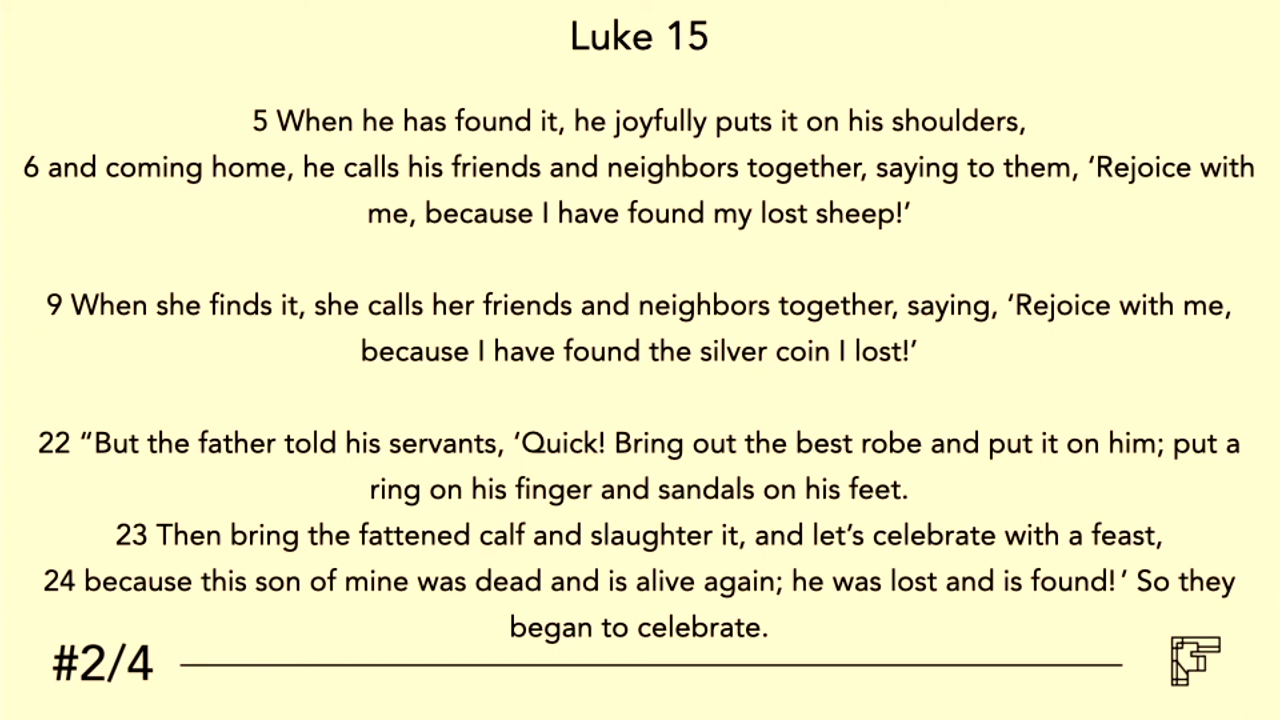 Luke 15
5 When he has found it, he joyfully puts it on his shoulders,
6 and coming home, he calls his friends and neighbors together, saying to them, ‘Rejoice with
me, because I have found my lost sheep!’
9 When she finds it, she calls her friends and neighbors together, saying, ‘Rejoice with me,
because I have found the silver coin I lost!’
22 “But the father told his servants, ‘Quick! Bring out the best robe and put it on him; put a
ring on his finger and sandals on his feet.
23 Then bring the fattened calf and slaughter it, and let’s celebrate with a feast,
24 because this son of mine was dead and is alive again; he was lost and is found!’ So they
began to celebrate.
#2/4